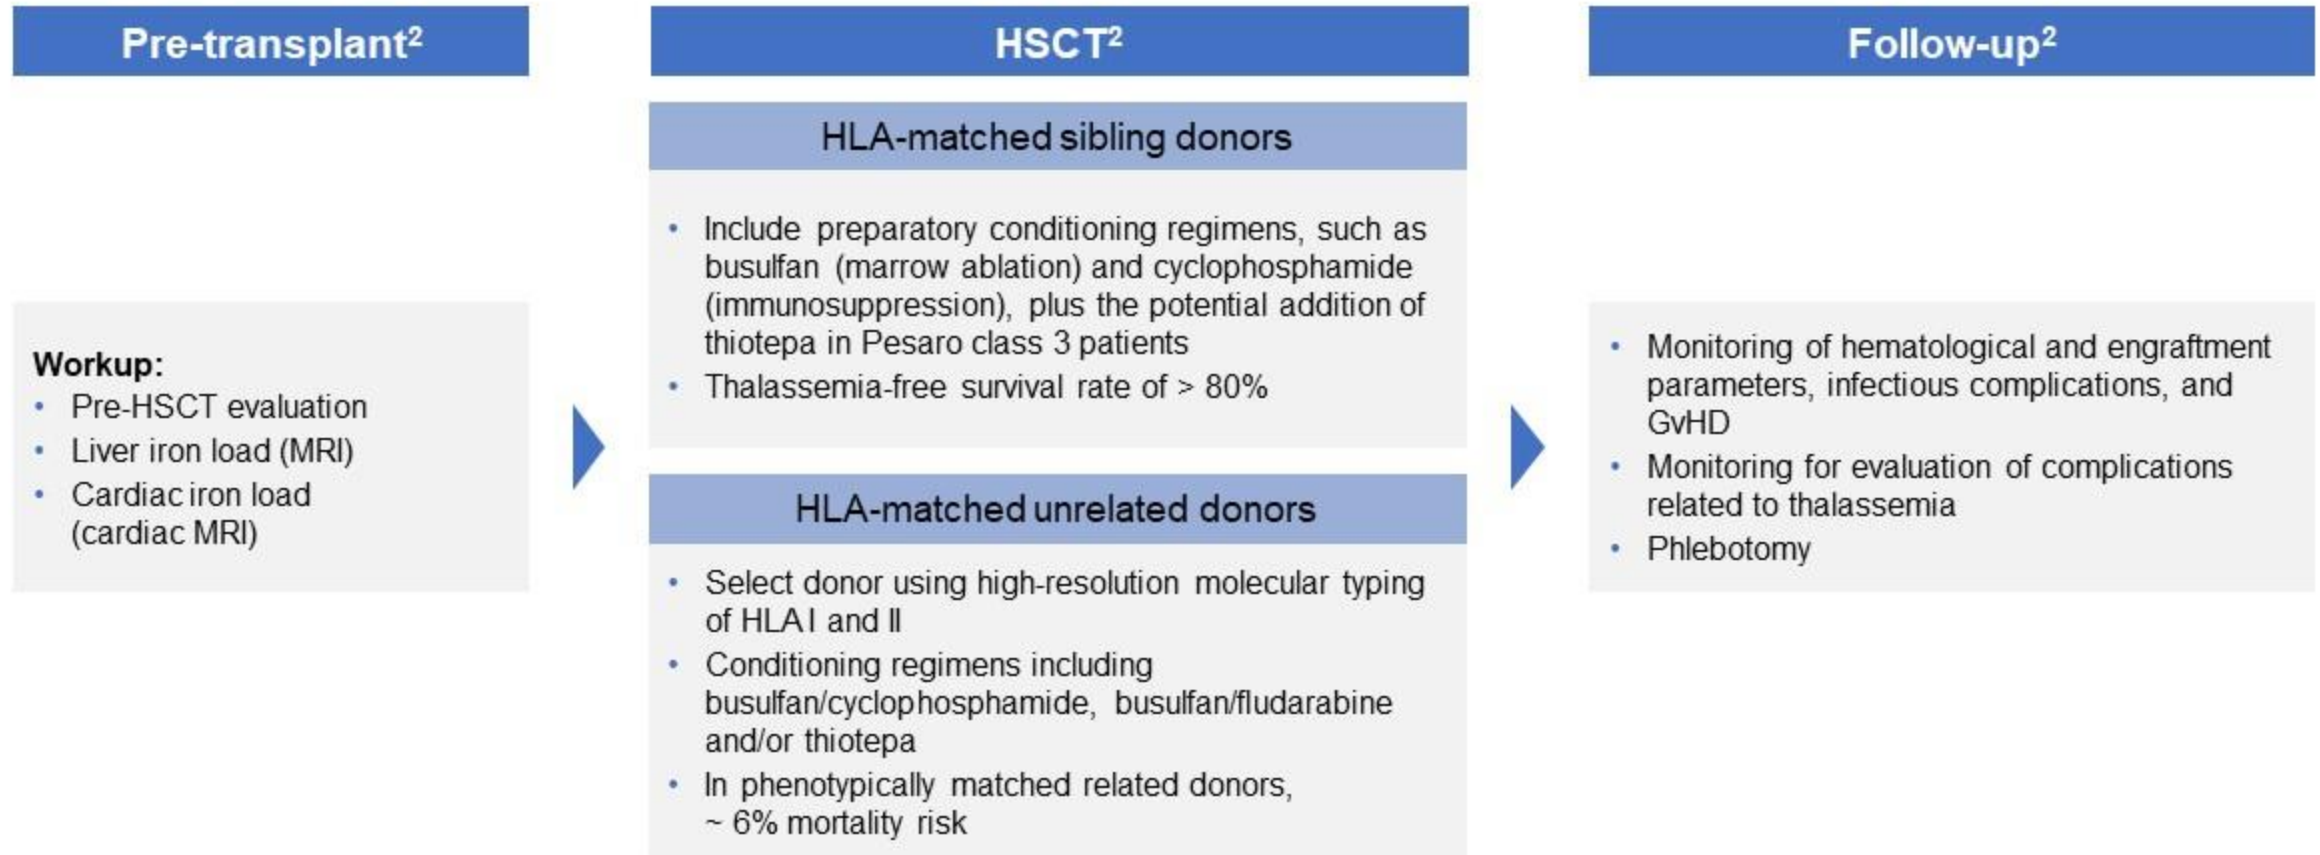 Pre-transplant²
Workup:
• Pre-HSCT evaluation
• Liver iron load (MRI)
• Cardiac iron load
(cardiac MRI)
HSCT²
HLA-matched sibling donors
• Include preparatory conditioning regimens, such as
busulfan (marrow ablation) and cyclophosphamide
(immunosuppression), plus the potential addition of
thiotepa in Pesaro class 3 patients
• Thalassemia-free survival rate of > 80%
HLA-matched unrelated donors
• Select donor using high-resolution molecular typing
of HLA I and II
• Conditioning regimens including
busulfan/cyclophosphamide, busulfan/fludarabine
and/or thiotepa
• In phenotypically matched related donors,
~ 6% mortality risk
Follow-up²
• Monitoring of hematological and engraftment
parameters, infectious complications, and
GvHD
• Monitoring for evaluation of complications
related to thalassemia
• Phlebotomy